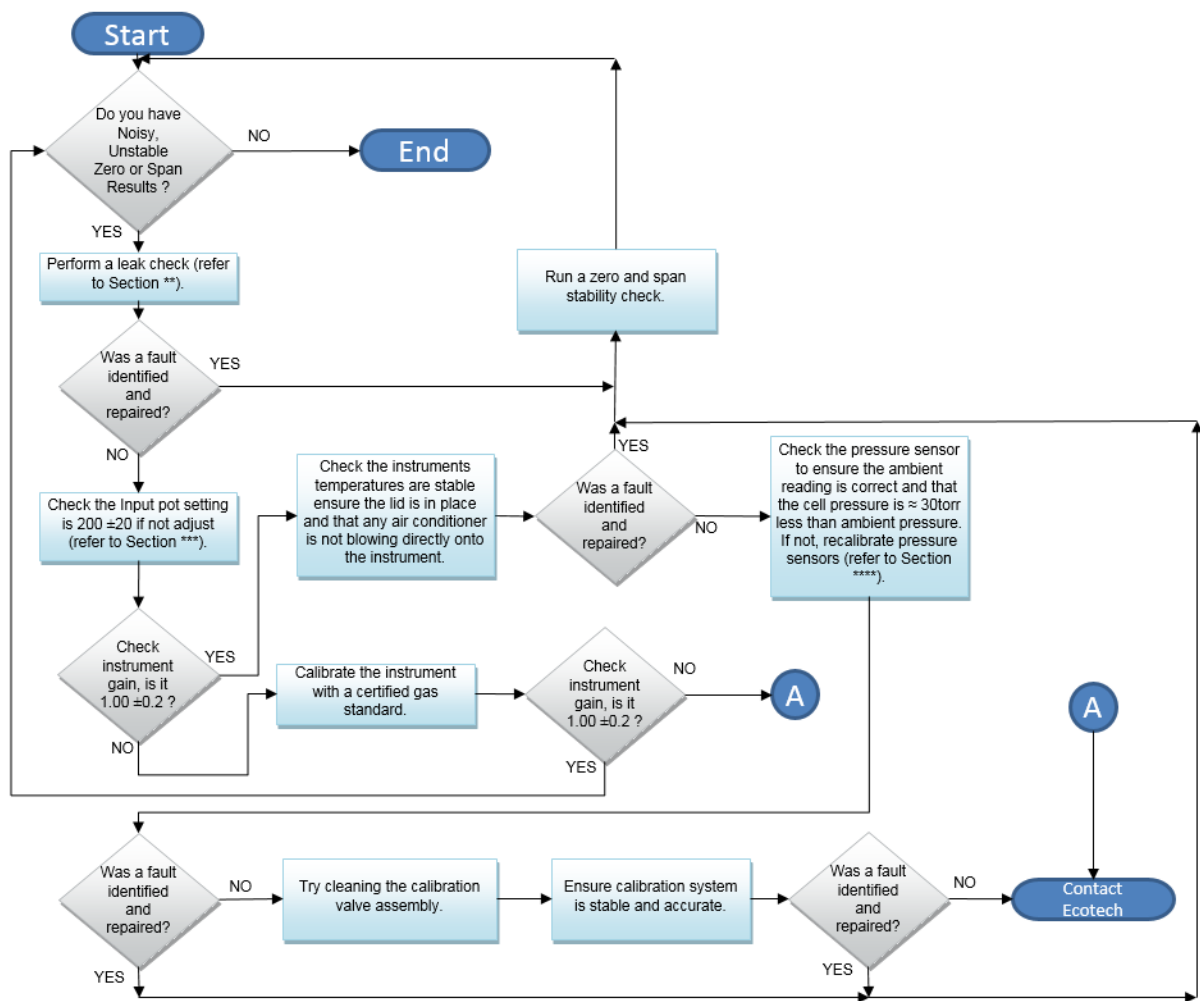 Start
Do you have
Noisy,
Unstable
Zero or Span
Results ?
NO
End
YES
Perform a leak check (refer
to Section **).
Run a zero and span
stability check.
Was a fault
identified
and
repaired?
YES
NO
Check the Input pot setting
is 200 ±20 if not adjust
(refer to Section ***).
Check the instruments
temperatures are stable
ensure the lid is in place
and that any air conditioner
is not blowing directly onto
the instrument.
Was a fault
identified
and
repaired?
YES
NO
Check the pressure sensor
to ensure the ambient
reading is correct and that
the cell pressure is ≈ 30torr
less than ambient pressure.
If not, recalibrate pressure
sensors (refer to Section
****).
Check
instrument
gain, is it
1.00 ±0.2 ?
YES
NO
Calibrate the instrument
with a certified gas
standard.
Check
instrument
gain, is it
1.00 ±0.2 ?
NO
YES
A
A
Was a fault
identified
and
repaired?
NO
YES
Try cleaning the calibration
valve assembly.
Ensure calibration system
is stable and accurate.
Was a fault
identified
and
repaired?
NO
YES
Contact
Ecotech